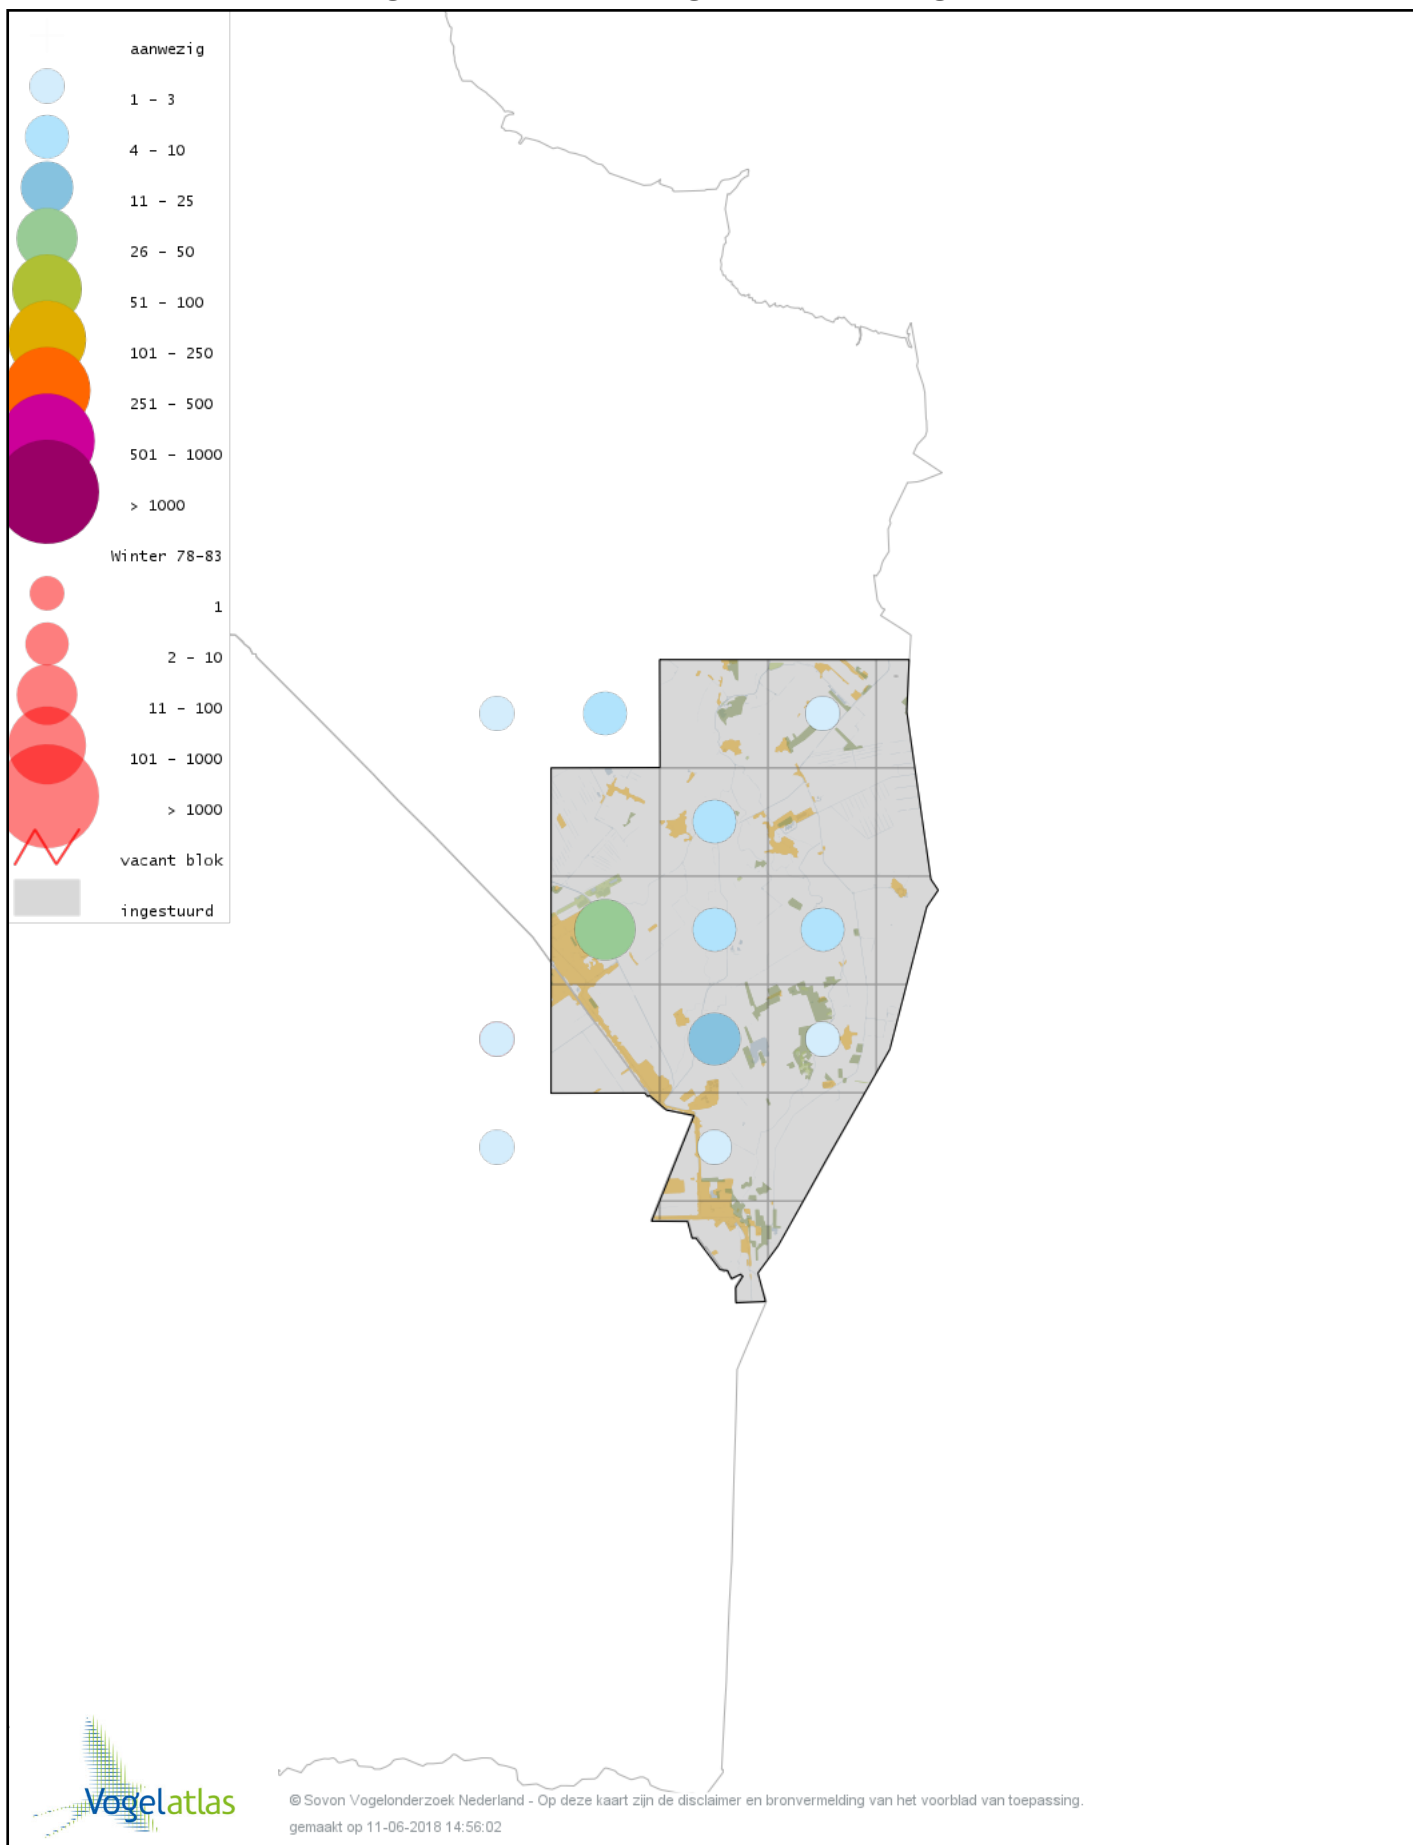 aanwezig
1 - 3
4 - 10
11 - 25
26 - 50
51 - 100
101 - 250
251 - 500
501 - 1000
> 1000
Winter 78-83
1
2 - 10
11 - 100
101 - 1000
> 1000
vacant blok
ingestuurd
Vogelatlas
© Sovon Vogelonderzoek Nederland - Op deze kaart zijn de disclaimer en bronvermelding van het voorblad van toepassing.
gemaakt op 11-06-2018 14:56:02